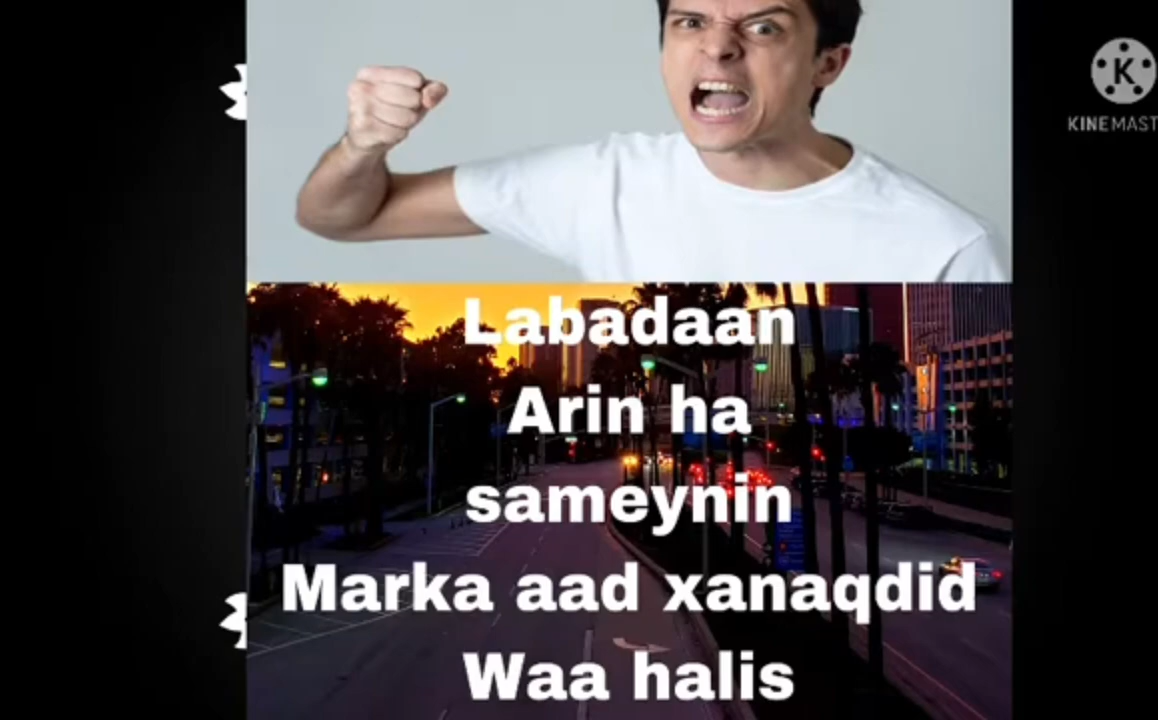 KINEMAST
Labadaan
Arin ha
sameynin
Marka aad xanaqdid
Waa halis